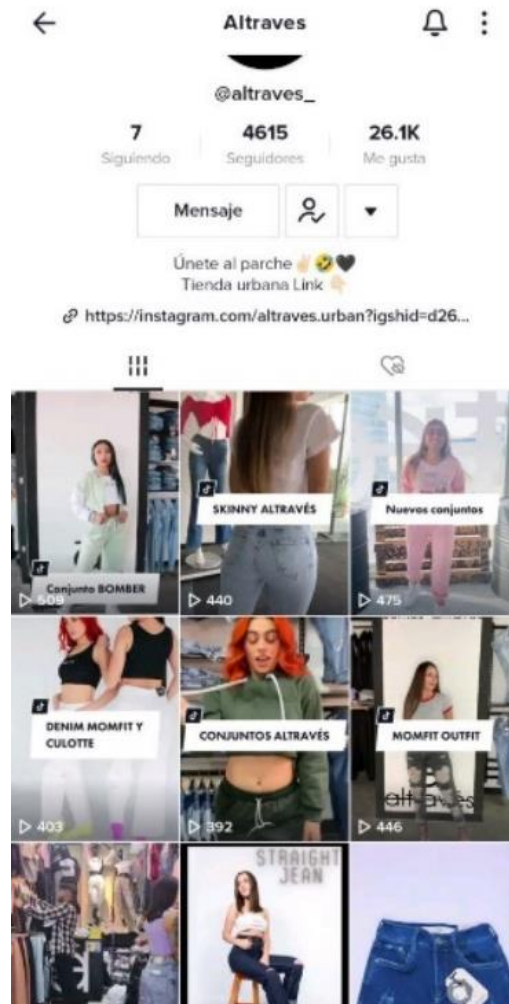 Altraves
@altraves_
7 4615 26.1K
Siguiendo Seguidores Me gusta
Mensaje
Únete al parche ✌🏻🤣🖤
Tienda urbana Link 👇🏻
https://instagram.com/altraves.urban?igshid=d26...
Conjunto BOMBER
509
SKINNY ALTRAVÉS
440
Nuevos conjuntos
475
DENIM MOMFIT Y
CULOTTE
403
CONJUNTOS ALTRAVÉS
392
MOMFIT OUTFIT
altravés
446
STRAIGHT
JEAN